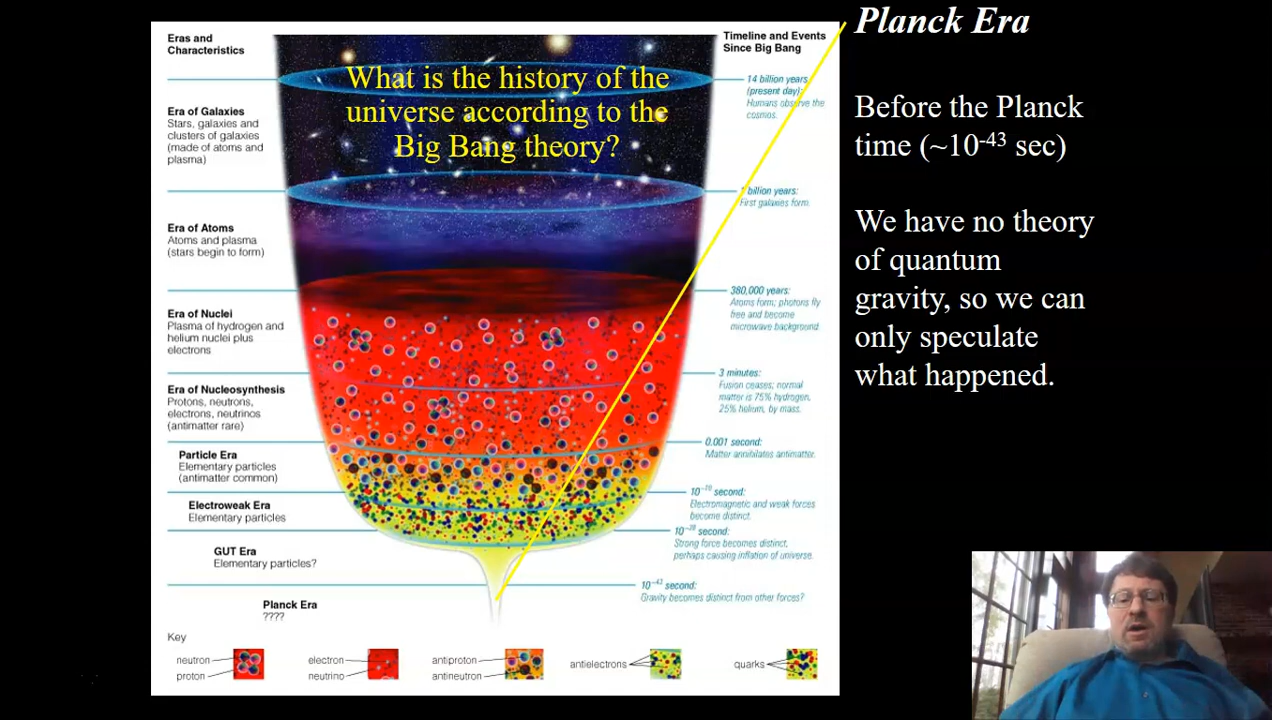 Eras and
Characteristics
Era of Galaxies
Stars, galaxies and
clusters of galaxies
(made of atoms and
plasma)
Era of Atoms
Atoms and plasma
(stars begin to form)
Era of Nuclei
Plasma of hydrogen and
helium nuclei plus
electrons
Era of Nucleosynthesis
Protons, neutrons,
electrons, neutrinos
(antimatter rare)
Particle Era
Elementary particles
(antimatter common)
Electroweak Era
Elementary particles
GUT Era
Elementary particles?
Planck Era
????
What is the history of the
universe according to the
Big Bang theory?
Timeline and Events
Since Big Bang
14 billion years
(present day):
Humans observe the
cosmos.
billion years:
First galaxies form.
380,000 years:
Atoms form; photons fly
free and become
microwave background
3 minutes:
Fusion ceases; normal
matter is 75% hydrogen,
25% helium, by mass.
0.001 second:
Matter annihilates antimatter.
10⁻¹⁰ second:
Electromagnetic and weak forces
become distinct.
10⁻³⁸ second:
Strong force becomes distinct,
perhaps causing inflation of universe.
10⁻⁴³ second:
Gravity becomes distinct from other forces?
Key
neutron
proton
electron
neutrino
antiproton
antineutron
antielectrons
quarks
Planck Era
Before the Planck
time (~10⁻⁴³ sec)
We have no theory
of quantum
gravity, so we can
only speculate
what happened.